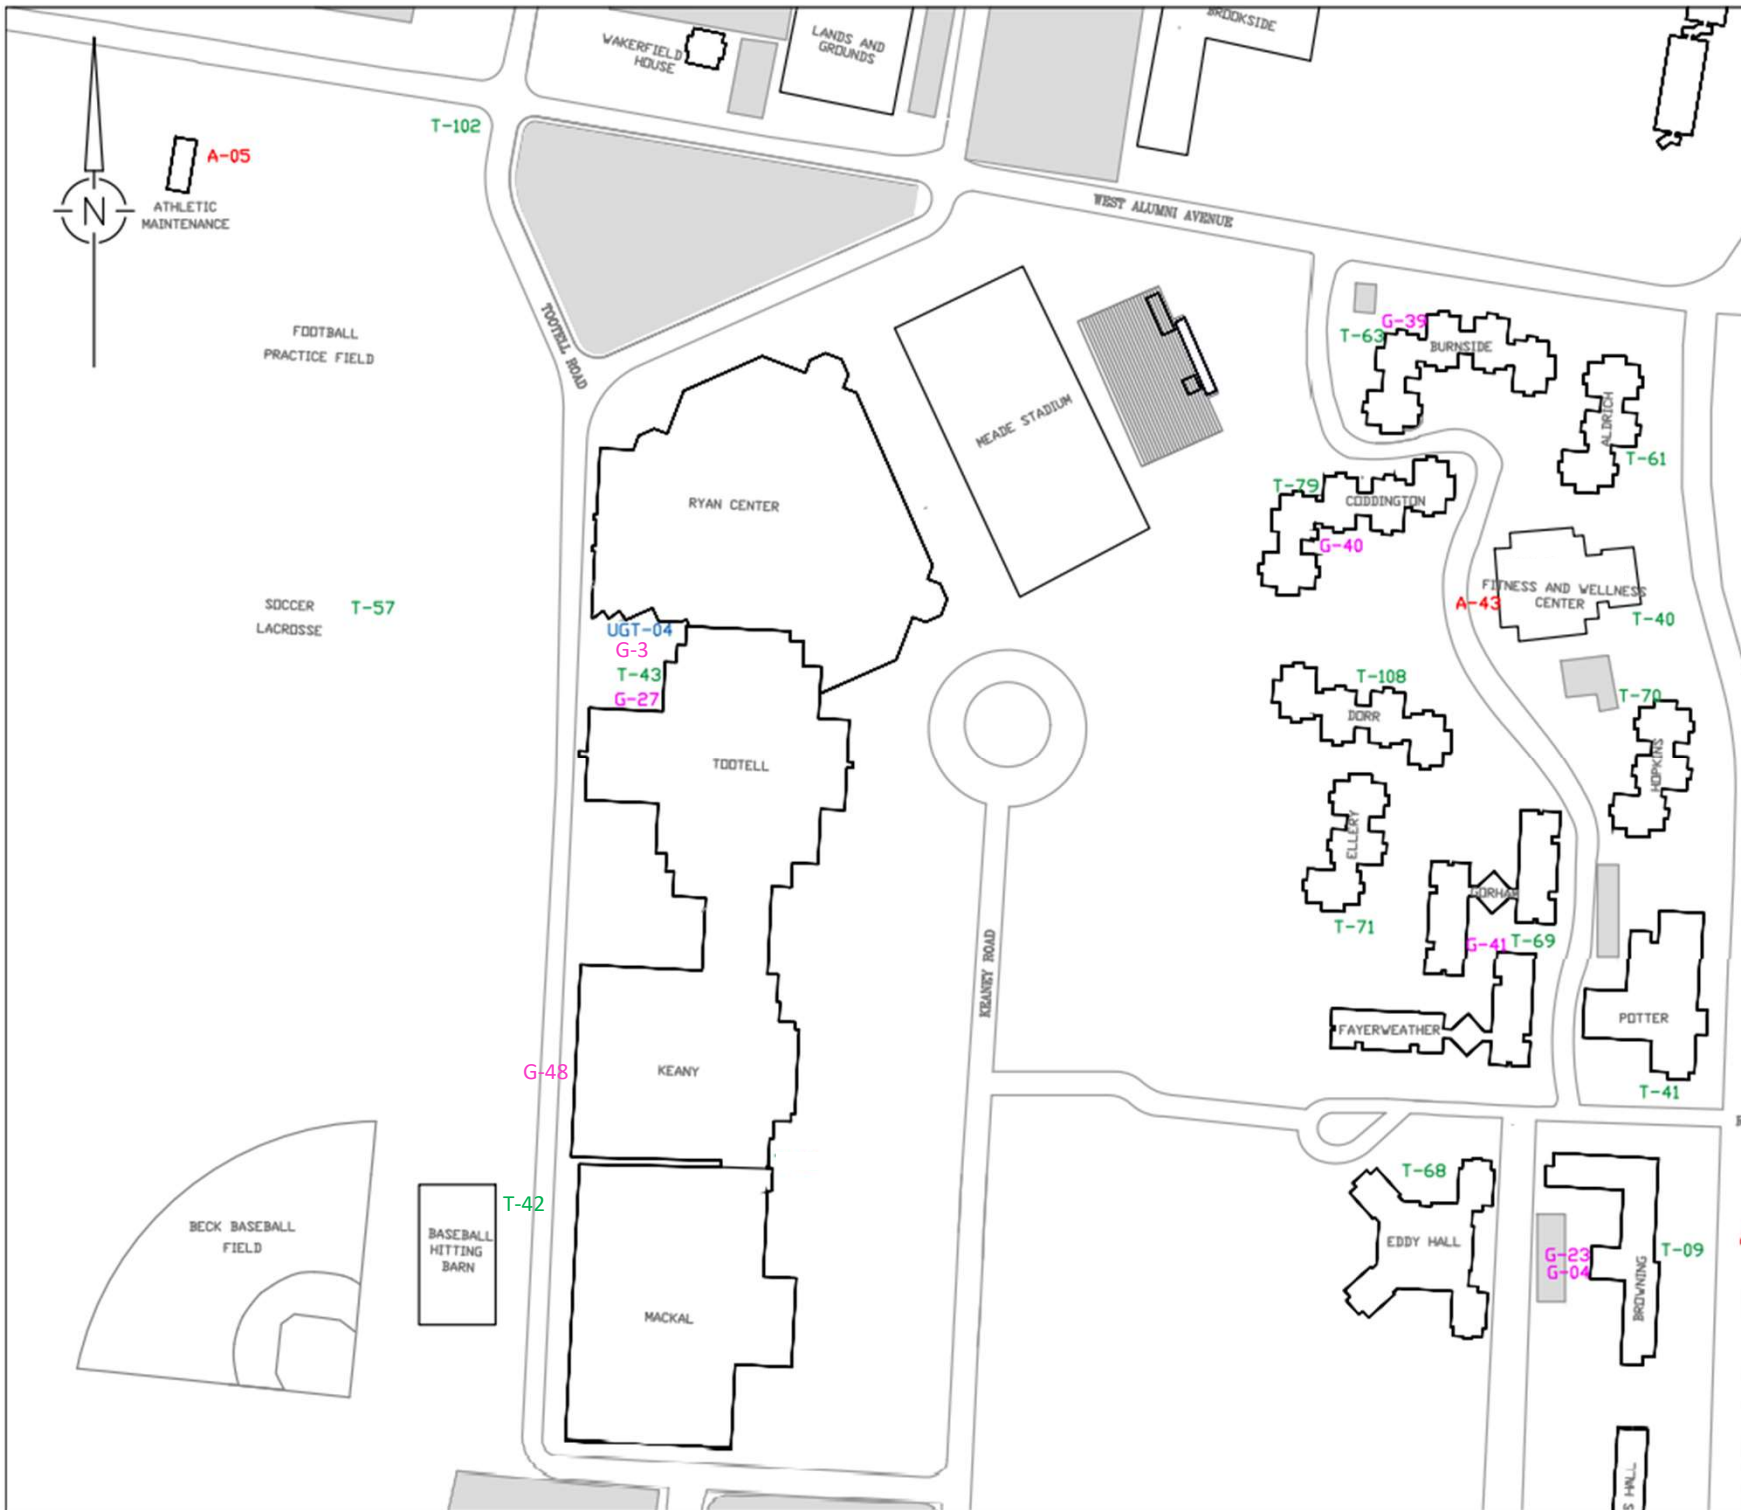 BROOKSIDE
LANDS AND
GROUNDS
WAKERFIELD
HOUSE
T-102
A-05
N
ATHLETIC
MAINTENANCE
WEST ALUMNI AVENUE
TOOTELL ROAD
FOOTBALL
PRACTICE FIELD
G-39
T-63
BURNSIDE
ALDRICH
T-61
MEADE STADIUM
RYAN CENTER
T-79
CODDINGTON
G-40
FITNESS AND WELLNESS
CENTER
A-43
T-40
SOCCER
LACROSSE
T-57
UGT-04
G-3
T-43
G-27
T-108
DORR
T-70
HOPKINS
TOOTELL
ELLERY
T-71
GORHAM
G-41
T-69
KEANEY ROAD
FAYERWEATHER
POTTER
T-41
G-48
KEANY
T-68
EDDY HALL
T-42
BECK BASEBALL
FIELD
BASEBALL
HITTING
BARN
G-23
G-04
T-09
BROWNING
MACKAL
HALL